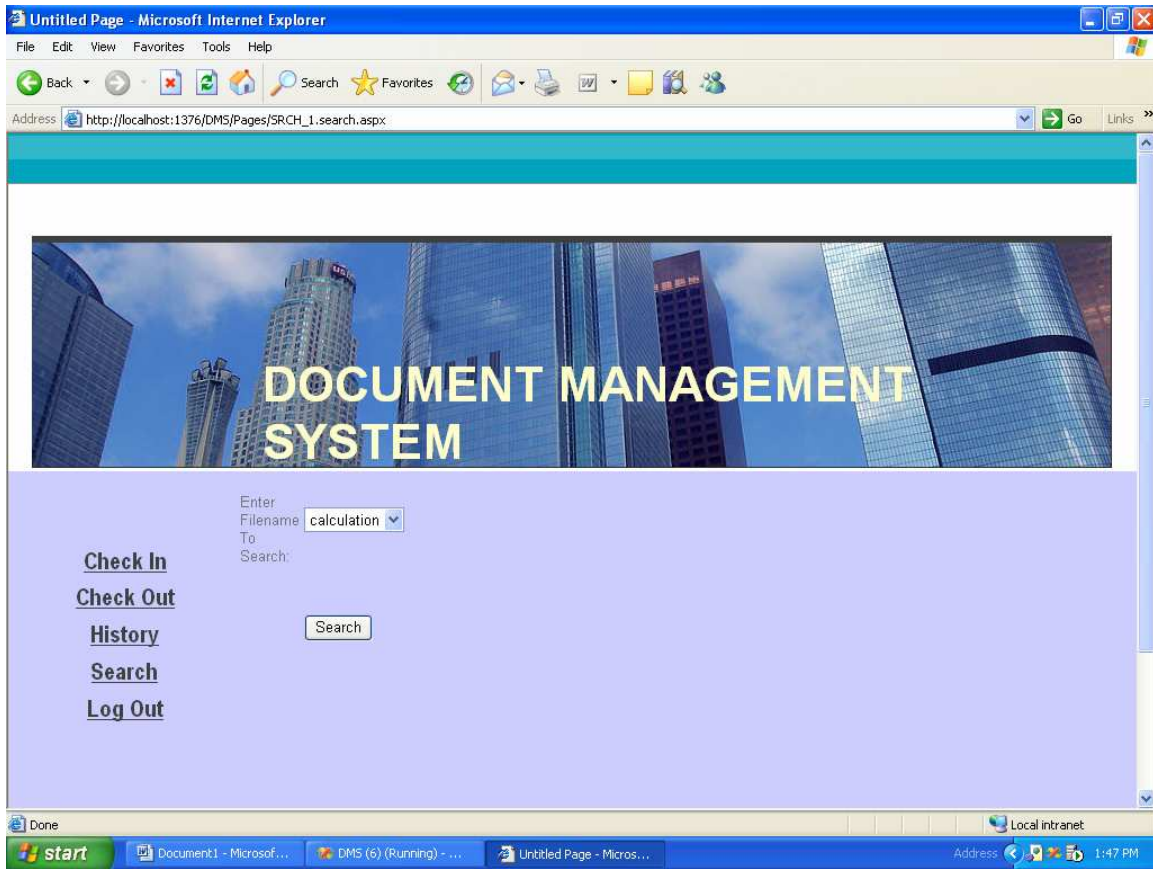 Untitled Page - Microsoft Internet Explorer
File Edit View Favorites Tools Help
Back Search Favorites
Address http://localhost:1376/DMS/Pages/SRCH_1.search.aspx Go Links »
DOCUMENT MANAGEMENT
SYSTEM
Enter
Filename calculation
To
Search:
Check In
Check Out
History
Search
Search
Log Out
Done Local intranet
start Document1 - Microsof... DMS (6) (Running) - ... Untitled Page - Micros... Address 1:47 PM